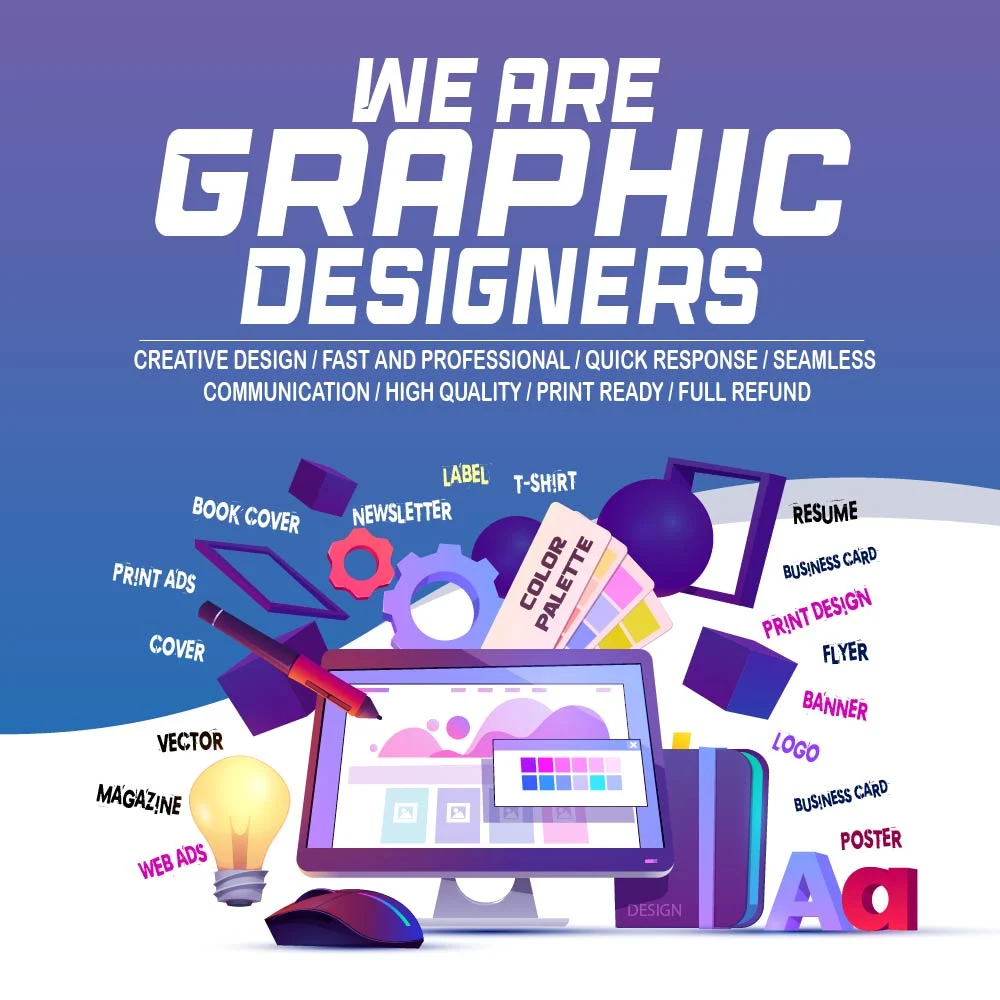 WE ARE
GRAPHIC
DESIGNERS
CREATIVE DESIGN / FAST AND PROFESSIONAL / QUICK RESPONSE / SEAMLESS
COMMUNICATION / HIGH QUALITY / PRINT READY / FULL REFUND
LABEL
T-SHIRT
BOOK COVER
NEWSLETTER
RESUME
COLOR
PALETTE
PRINT ADS
BUSINESS CARD
PRINT DESIGN
COVER
FLYER
BANNER
VECTOR
LOGO
MAGAZINE
BUSINESS CARD
WEB ADS
POSTER
DESIGN
Aa